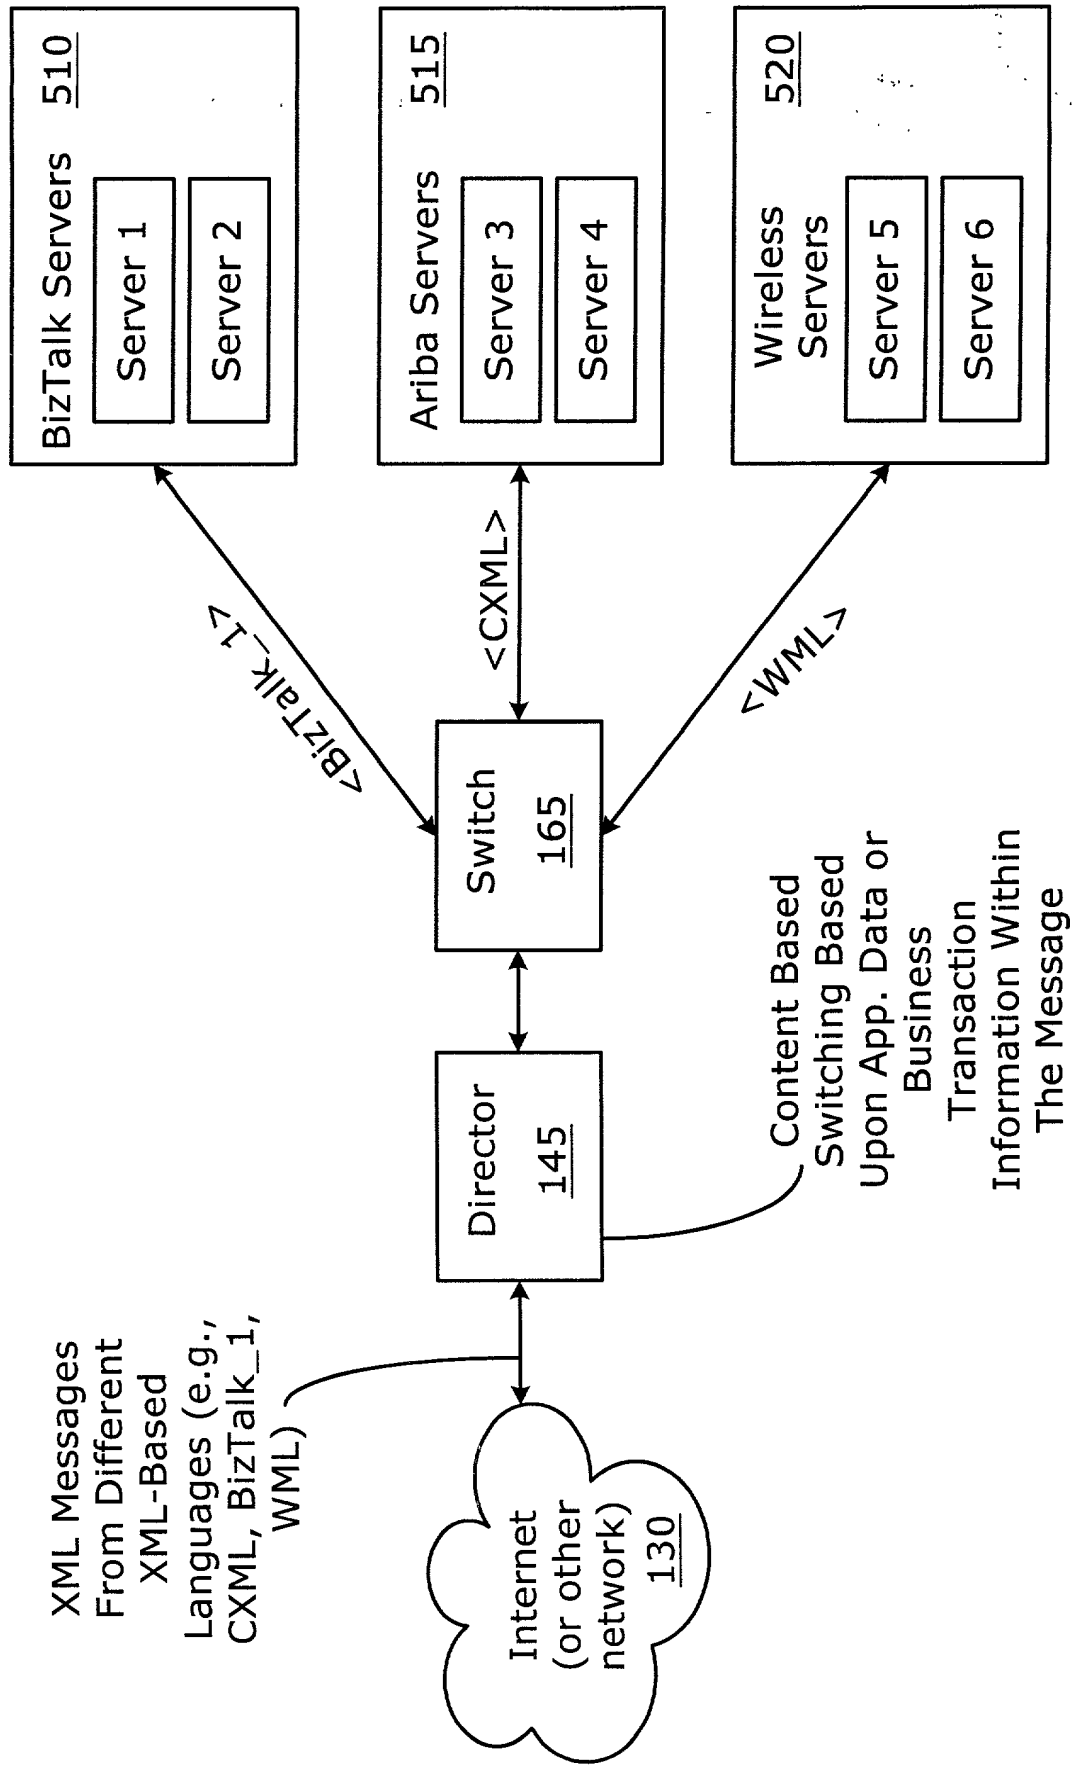 XML Messages
From Different
XML-Based
Languages (e.g.,
CXML, BizTalk_1,
WML)
Internet
(or other
network)
130
Director
145
Content Based
Switching Based
Upon App. Data or
Business
Transaction
Information Within
The Message
Switch
165
<BizTalk_1>
<CXML>
<WML>
BizTalk Servers 510
Server 1
Server 2
Ariba Servers 515
Server 3
Server 4
Wireless
Servers
520
Server 5
Server 6